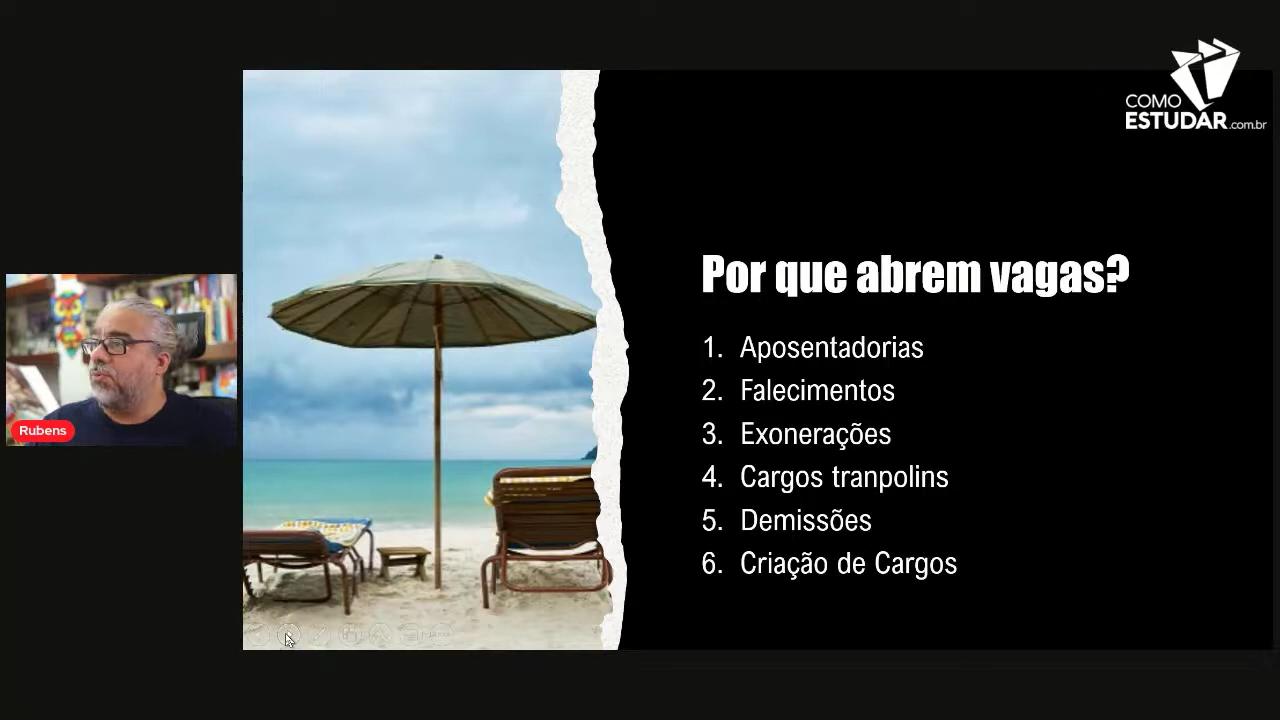 COMO
ESTUDAR.com.br
Por que abrem vagas?
1. Aposentadorias
2. Falecimentos
3. Exonerações
4. Cargos tranpolins
5. Demissões
6. Criação de Cargos
Rubens